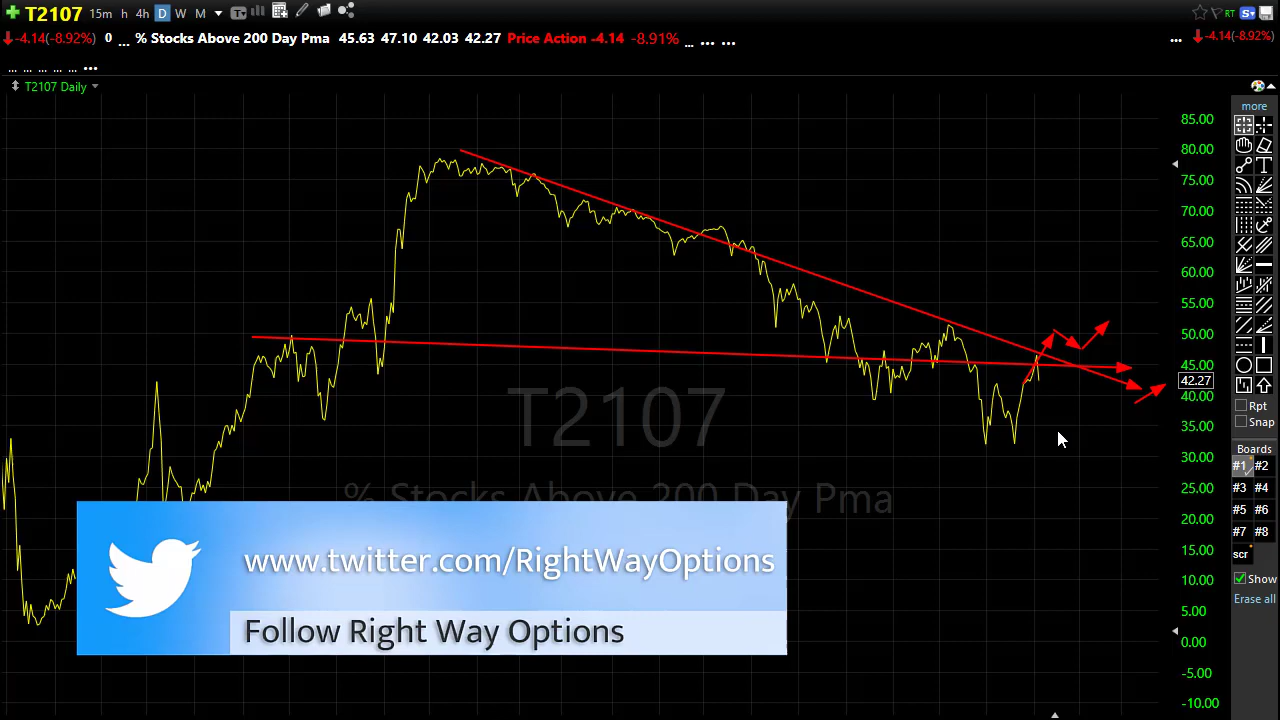 T2107 15m h 4h D W M T RT S
-4.14(-8.92%) 0 ... % Stocks Above 200 Day Pma 45.63 47.10 42.03 42.27 Price Action -4.14 -8.91% ... ... ... ... -4.14(-8.92%)
... ... ... ... ... ...
T2107 Daily
more
85.00
80.00
75.00
70.00
65.00
60.00
55.00
50.00
45.00
42.27
40.00
35.00
30.00
25.00
20.00
15.00
10.00
5.00
0.00
-5.00
-10.00
T2107
% Stocks Above 200 Day Pma
www.twitter.com/RightWayOptions
Follow Right Way Options
T
Rpt
Snap
Boards
#1 #2
#3 #4
#5 #6
#7 #8
scr
Show
Erase all